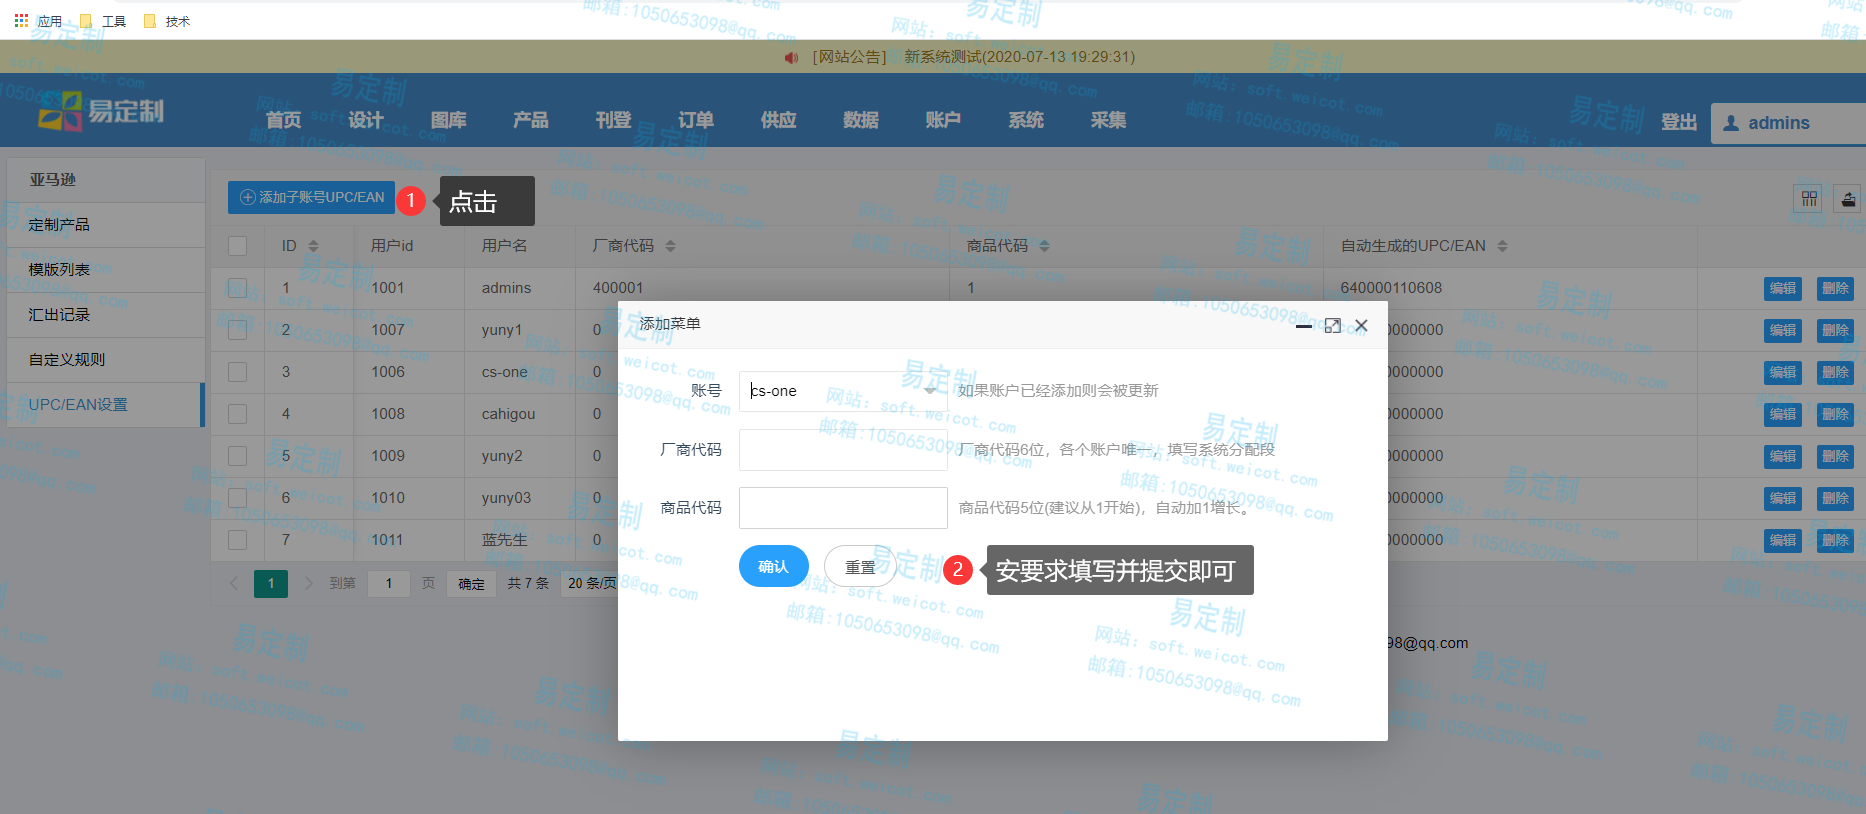 应用 工具 技术
[网站公告] 新系统测试(2020-07-13 19:29:31)
易定制 首页 设计 图库 产品 刊登 订单 供应 数据 账户 系统 采集 登出 admins
亚马逊
定制产品
模版列表
汇出记录
自定义规则
UPC/EAN设置
添加子账号UPC/EAN 1 点击
ID 用户id 用户名 厂商代码 商品代码 自动生成的UPC/EAN
1 1001 admins 400001 1 640000110608 编辑 删除
2 1007 yuny1 0 0000000 编辑 删除
3 1006 cs-one 0 0000000 编辑 删除
4 1008 cahigou 0 0000000 编辑 删除
5 1009 yuny2 0 0000000 编辑 删除
6 1010 yuny03 0 0000000 编辑 删除
7 1011 蓝先生 0 0000000 编辑 删除
1 到第 1 页 确定 共 7 条 20 条/页
添加菜单
账号 cs-one 如果账户已经添加则会被更新
厂商代码 厂商代码6位，各个账户唯一，填写系统分配段
商品代码 商品代码5位(建议从1开始)，自动加1增长。
确认 重置 2 安要求填写并提交即可
98@qq.com
易定制
网站: soft.weicot.com
邮箱:1050653098@qq.com